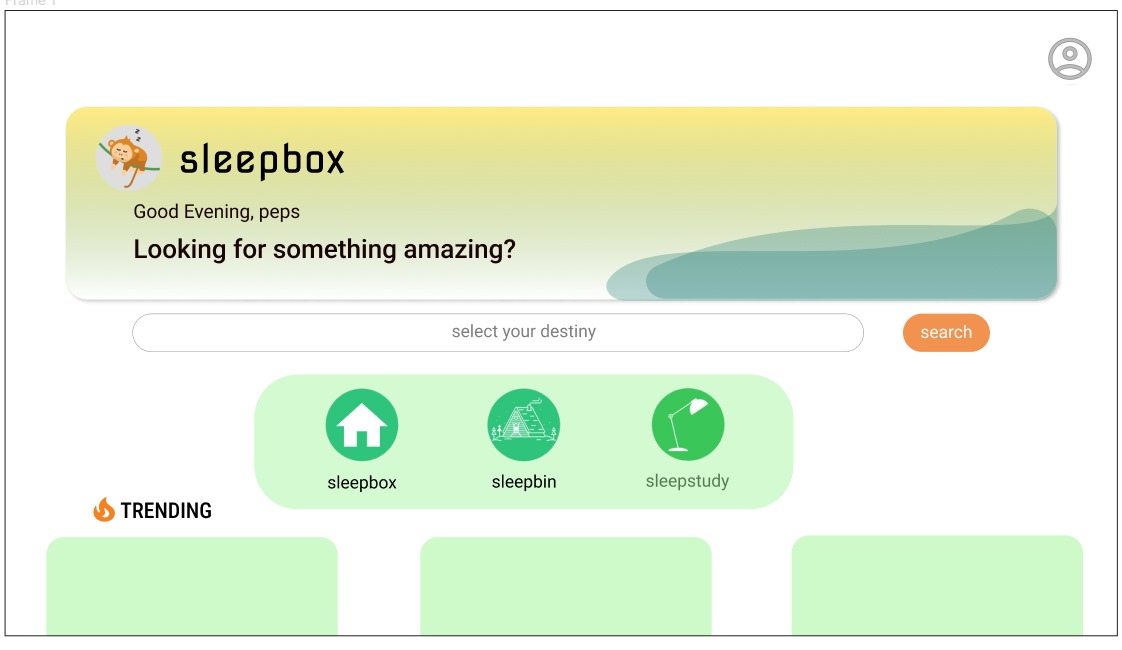 Frame 1
z
z
z
sleepbox
Good Evening, peps
Looking for something amazing?
select your destiny
search
sleepbox
sleepbin
sleepstudy
TRENDING